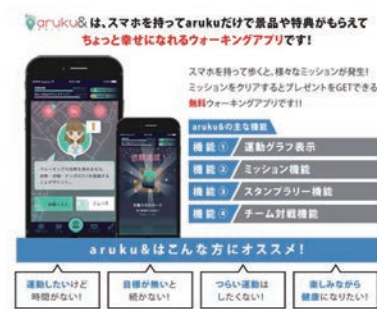 aruku& は、スマホを持ってarukuだけで景品や特典がもらえて
ちょっと幸せになれるウォーキングアプリです!
スマホを持って歩くと、様々なミッションが発生!
ミッションをクリアするとプレゼントをGETできる
無料ウォーキングアプリです!!
aruku&の主な機能
機能① 運動グラフ表示
機能② ミッション機能
機能③ スタンプラリー機能
機能④ チーム対戦機能
依頼達成!
aruku&はこんな方にオススメ!
運動したいけど
時間がない!
目標が無いと
続かない!
つらい運動は
したくない!
楽しみながら
健康になりたい!